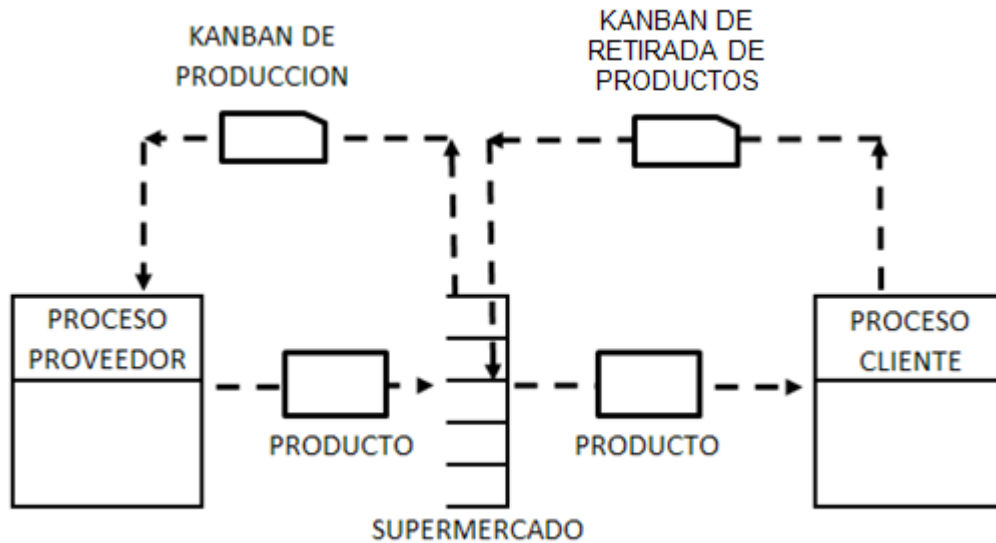 KANBAN DE
PRODUCCION
KANBAN DE
RETIRADA DE
PRODUCTOS
PROCESO
PROVEEDOR
PROCESO
CLIENTE
PRODUCTO
PRODUCTO
SUPERMERCADO